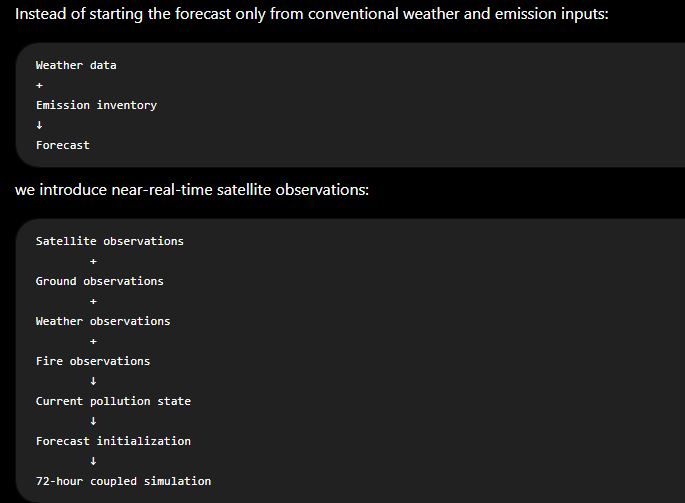 Instead of starting the forecast only from conventional weather and emission inputs:
Weather data
+
Emission inventory
↓
Forecast
we introduce near-real-time satellite observations:
Satellite observations
+
Ground observations
+
Weather observations
+
Fire observations
↓
Current pollution state
↓
Forecast initialization
↓
72-hour coupled simulation